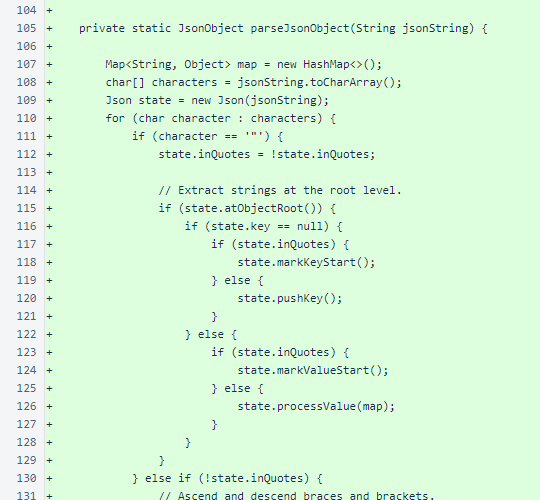 104 +
105 + private static JsonObject parseJsonObject(String jsonString) {
106 +
107 + Map<String, Object> map = new HashMap<>();
108 + char[] characters = jsonString.toCharArray();
109 + Json state = new Json(jsonString);
110 + for (char character : characters) {
111 + if (character == '"') {
112 + state.inQuotes = !state.inQuotes;
113 +
114 + // Extract strings at the root level.
115 + if (state.atObjectRoot()) {
116 + if (state.key == null) {
117 + if (state.inQuotes) {
118 + state.markKeyStart();
119 + } else {
120 + state.pushKey();
121 + }
122 + } else {
123 + if (state.inQuotes) {
124 + state.markValueStart();
125 + } else {
126 + state.processValue(map);
127 + }
128 + }
129 + }
130 + } else if (!state.inQuotes) {
131 + // Ascend and descend braces and brackets.